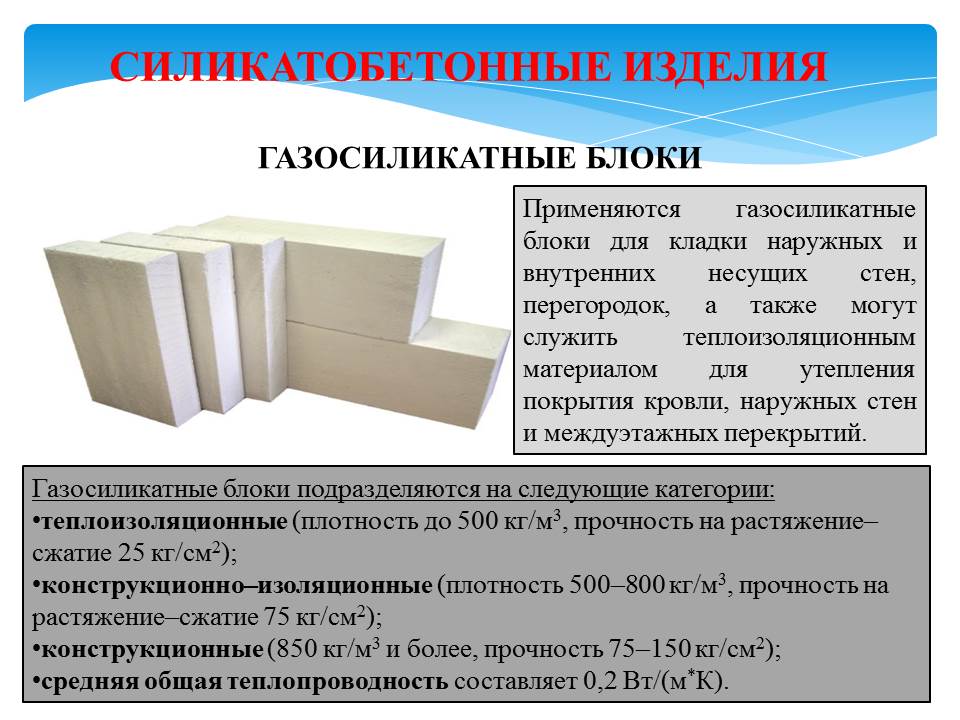 СИЛИКАТОБЕТОННЫЕ ИЗДЕЛИЯ
ГАЗОСИЛИКАТНЫЕ БЛОКИ
Применяются газосиликатные
блоки для кладки наружных и
внутренних несущих стен,
перегородок, а также могут
служить теплоизоляционным
материалом для утепления
покрытия кровли, наружных стен
и междуэтажных перекрытий.
Газосиликатные блоки подразделяются на следующие категории:
•теплоизоляционные (плотность до 500 кг/м³, прочность на растяжение–
сжатие 25 кг/см²);
•конструкционно–изоляционные (плотность 500–800 кг/м³, прочность на
растяжение–сжатие 75 кг/см²);
•конструкционные (850 кг/м³ и более, прочность 75–150 кг/см²);
•средняя общая теплопроводность составляет 0,2 Вт/(м*К).